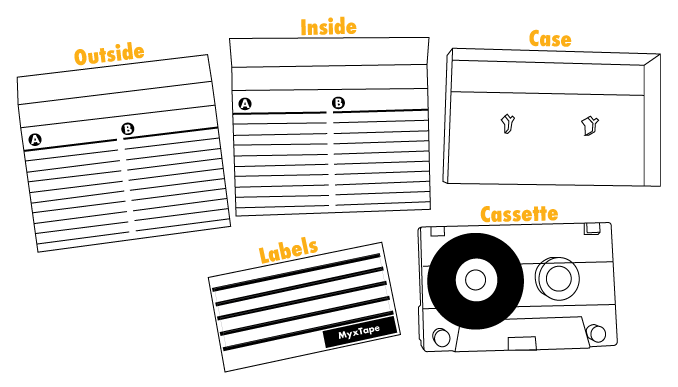 Outside
A B
Inside
A B
Case
Labels
MyxTape
Cassette